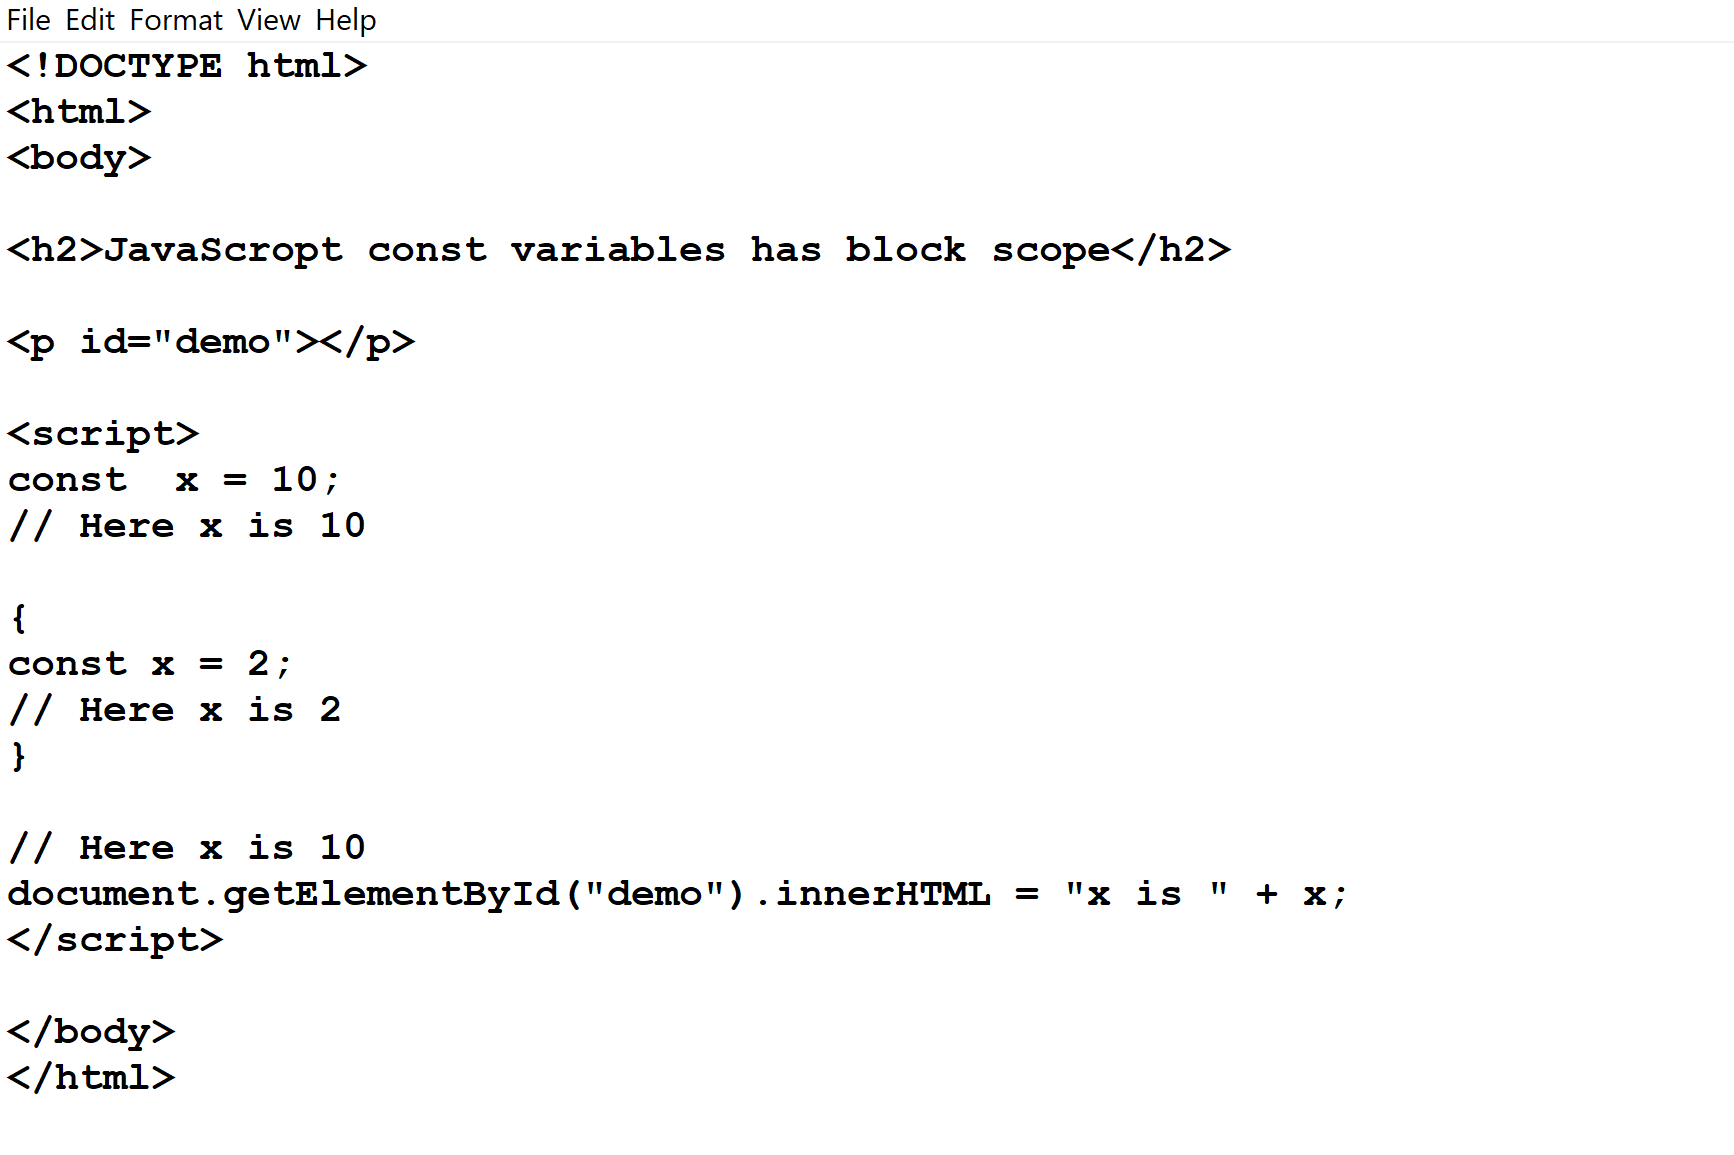 File Edit Format View Help
<!DOCTYPE html>
<html>
<body>
<h2>JavaScropt const variables has block scope</h2>
<p id="demo"></p>
<script>
const  x = 10;
// Here x is 10
{
const x = 2;
// Here x is 2
}
// Here x is 10
document.getElementById("demo").innerHTML = "x is " + x;
</script>
</body>
</html>